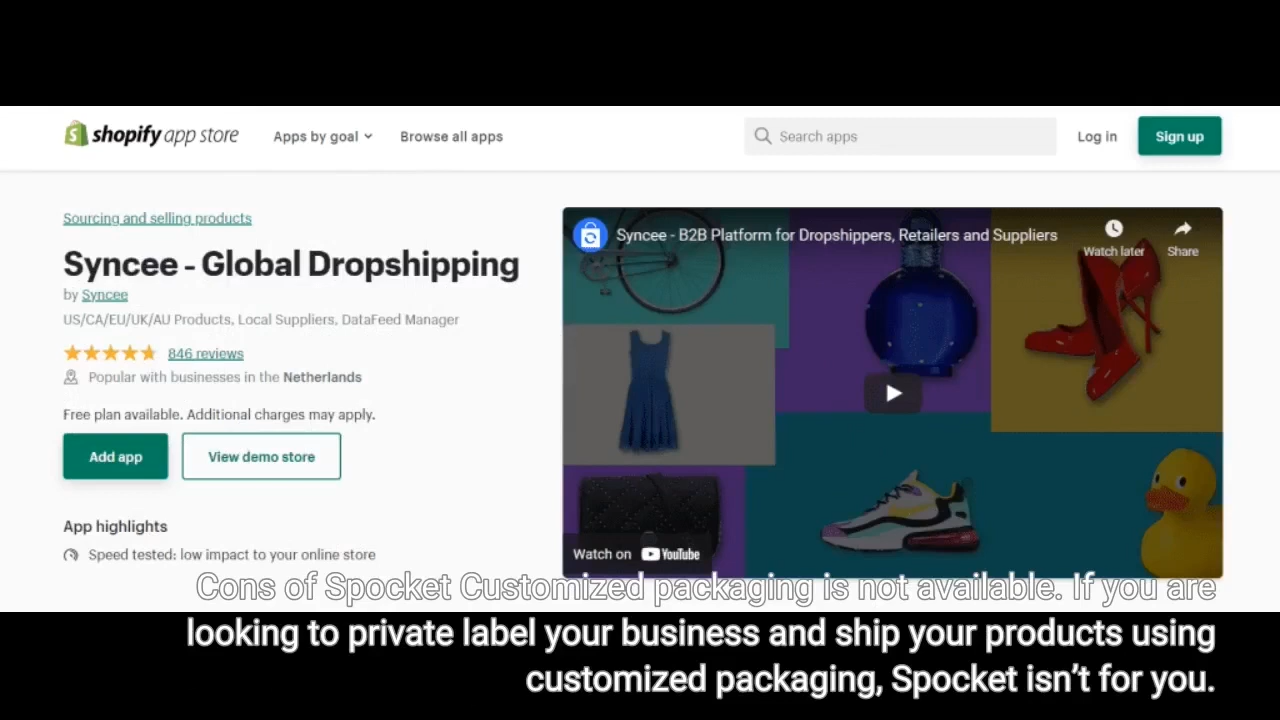 shopify app store
Apps by goal
Browse all apps
Search apps
Log in
Sign up
Sourcing and selling products
Syncee - Global Dropshipping
by Syncee
US/CA/EU/UK/AU Products, Local Suppliers, DataFeed Manager
846 reviews
Popular with businesses in the Netherlands
Free plan available. Additional charges may apply.
Add app
View demo store
App highlights
Speed tested: low impact to your online store
Syncee - B2B Platform for Dropshippers, Retailers and Suppliers
Watch later
Share
Watch on YouTube
Cons of Spocket Customized packaging is not available. If you are
looking to private label your business and ship your products using
customized packaging, Spocket isn’t for you.